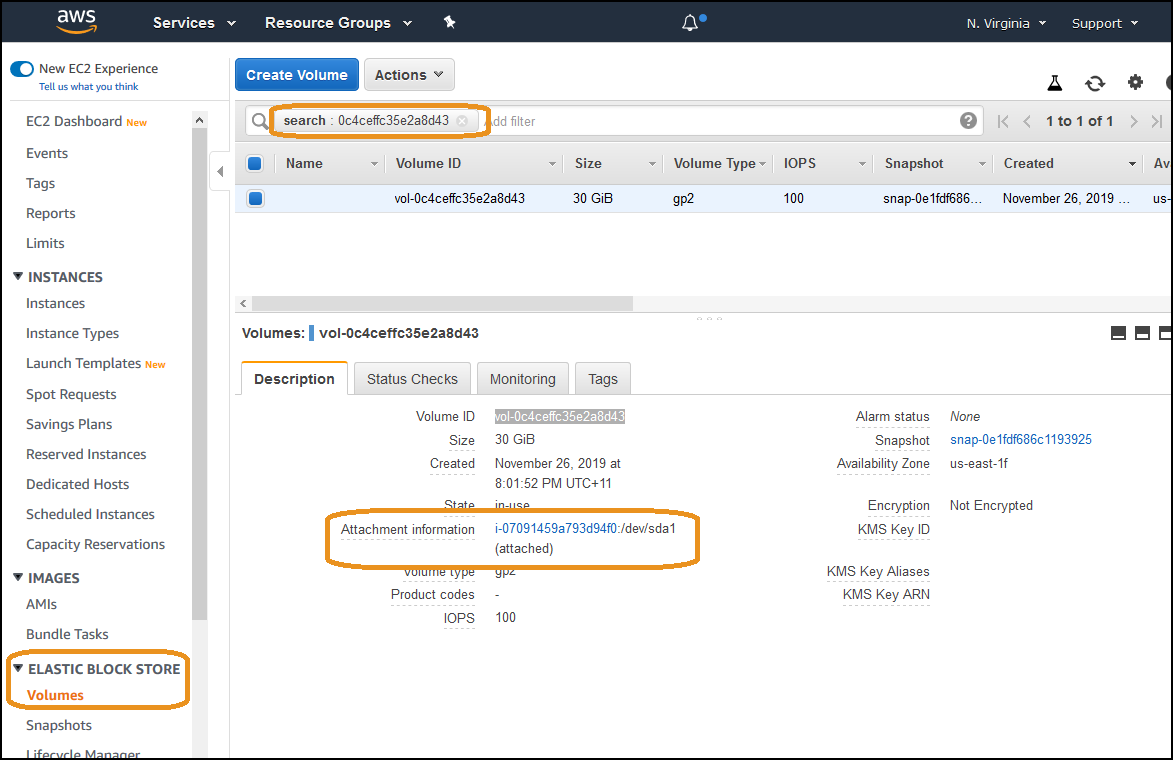 aws Services Resource Groups N. Virginia Support
New EC2 Experience
Tell us what you think
EC2 Dashboard New
Events
Tags
Reports
Limits
INSTANCES
Instances
Instance Types
Launch Templates New
Spot Requests
Savings Plans
Reserved Instances
Dedicated Hosts
Scheduled Instances
Capacity Reservations
IMAGES
AMIs
Bundle Tasks
ELASTIC BLOCK STORE
Volumes
Snapshots
Lifecycle Manager
Create Volume Actions
search : 0c4ceffc35e2a8d43 dd filter 1 to 1 of 1
Name Volume ID Size Volume Type IOPS Snapshot Created Av
vol-0c4ceffc35e2a8d43 30 GiB gp2 100 snap-0e1fdf686... November 26, 2019 ... us-
Volumes: vol-0c4ceffc35e2a8d43
Description Status Checks Monitoring Tags
Volume ID vol-0c4ceffc35e2a8d43 Alarm status None
Size 30 GiB Snapshot snap-0e1fdf686c1193925
Created November 26, 2019 at Availability Zone us-east-1f
8:01:52 PM UTC+11
State in-use Encryption Not Encrypted
Attachment information i-07091459a793d94f0:/dev/sda1 KMS Key ID
(attached)
Volume type gp2 KMS Key Aliases
Product codes - KMS Key ARN
IOPS 100